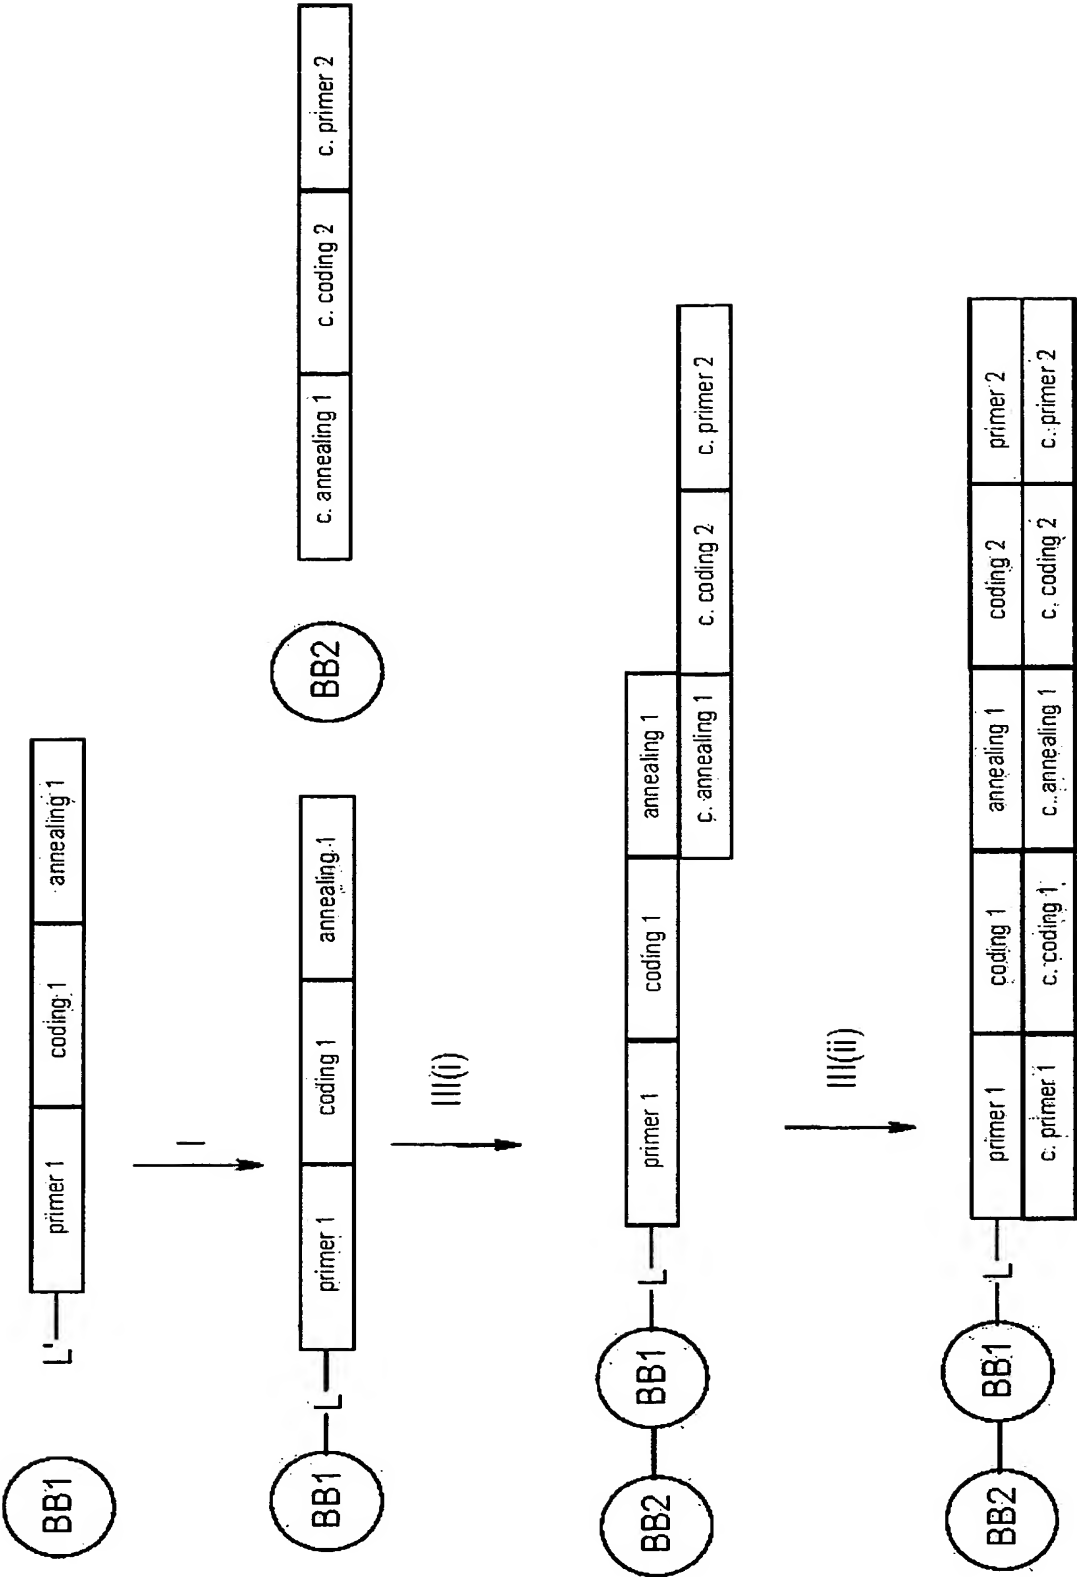 BB1 L' primer 1 coding 1 annealing 1
I
BB1 L primer 1 coding 1 annealing 1 BB2 c. annealing 1 c. coding 2 c. primer 2
III(i)
BB2 BB1 L primer 1 coding 1 annealing 1
c. annealing 1 c. coding 2 c. primer 2
III(ii)
BB2 BB1 L primer 1 coding 1 annealing 1 coding 2 primer 2
c. primer 1 c. coding 1 c. annealing 1 c. coding 2 c. primer 2